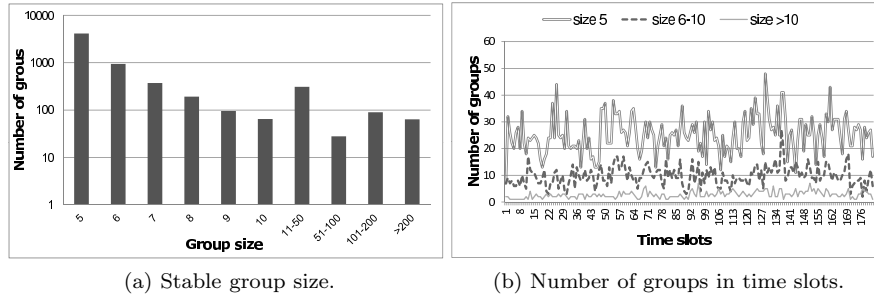 10000
1000
100
10
1
Number of grous
5 6 7 8 9 10 11-50 51-100 101-200 >200
Group size
(a) Stable group size.
size 5 size 6-10 size >10
60
50
40
30
20
10
0
Number of groups
1 8 15 22 29 36 43 50 57 64 71 78 85 92 99 106 113 120 127 134 141 148 155 162 169 176
Time slots
(b) Number of groups in time slots.